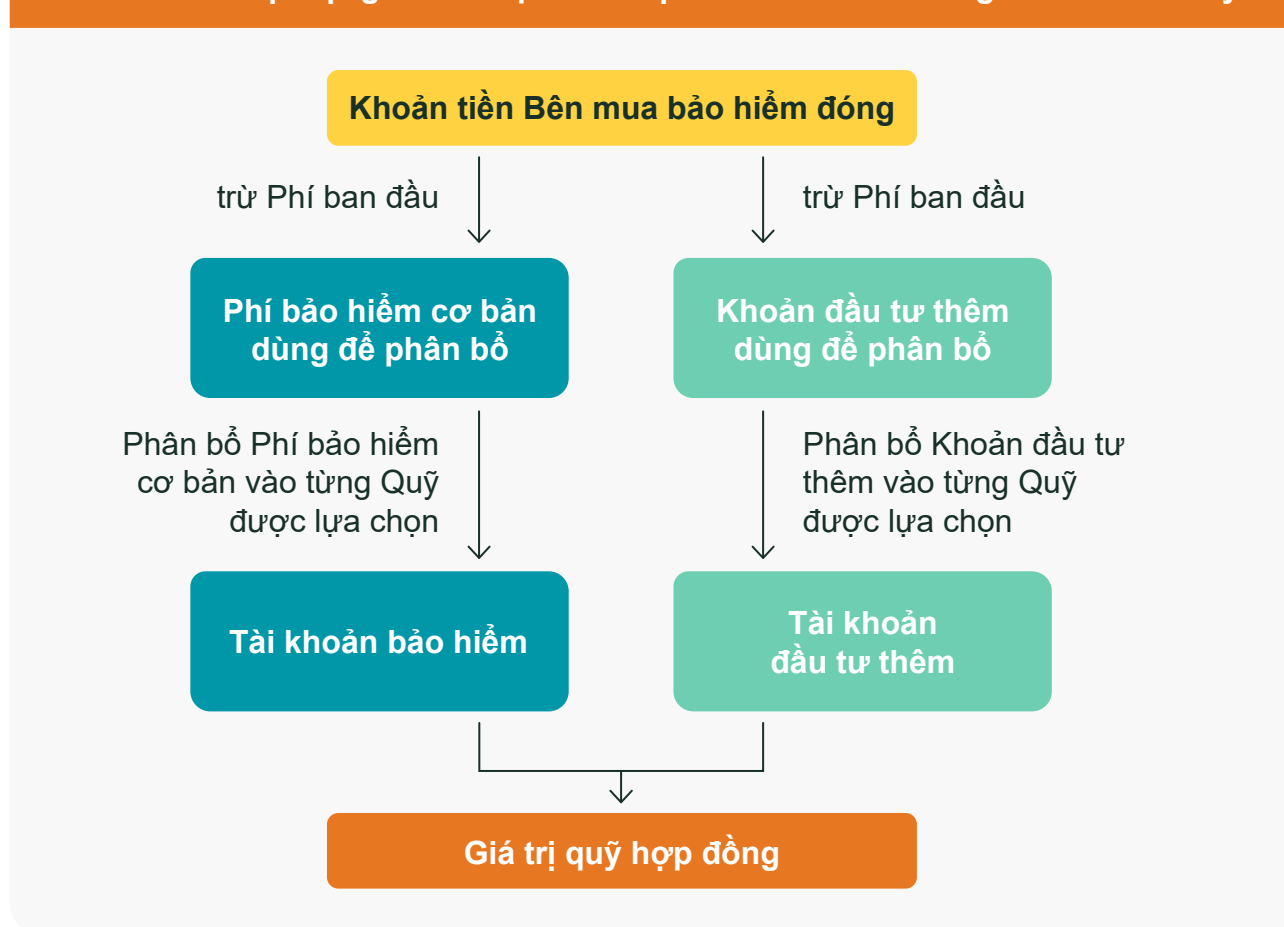 Khoản tiền Bên mua bảo hiểm đóng
trừ Phí ban đầu
trừ Phí ban đầu
Phí bảo hiểm cơ bản
dùng để phân bổ
Khoản đầu tư thêm
dùng để phân bổ
Phân bổ Phí bảo hiểm
cơ bản vào từng Quỹ
được lựa chọn
Phân bổ Khoản đầu tư
thêm vào từng Quỹ
được lựa chọn
Tài khoản bảo hiểm
Tài khoản
đầu tư thêm
Giá trị quỹ hợp đồng